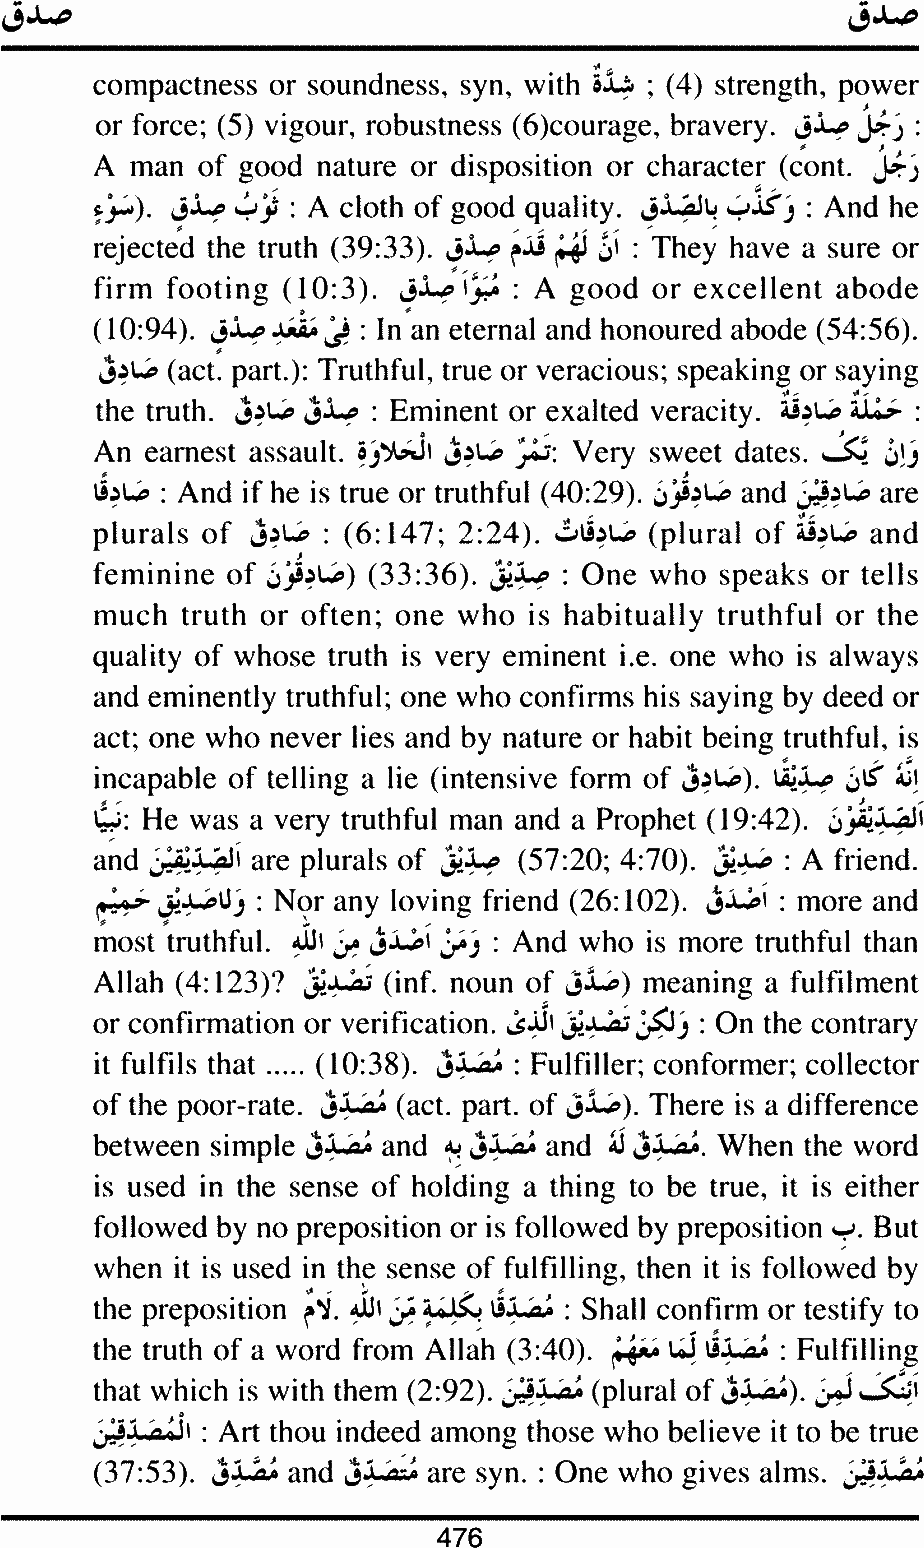 صدق صدق
compactness or soundness, syn, with شِدَّةٌ ; (4) strength, power
or force; (5) vigour, robustness (6)courage, bravery. رَجُلُ صِدْقٍ :
A man of good nature or disposition or character (cont. رَجُلُ
سَوْءٍ). ثَوْبُ صِدْقٍ : A cloth of good quality. وَكَذَّبَ بِالصِّدْقِ : And he
rejected the truth (39:33). اَنَّ لَهُمْ قَدَمَ صِدْقٍ : They have a sure or
firm footing (10:3). مُبَوَّاَ صِدْقٍ : A good or excellent abode
(10:94). فِىْ مَقْعَدِ صِدْقٍ : In an eternal and honoured abode (54:56).
صَادِقٌ (act. part.): Truthful, true or veracious; speaking or saying
the truth. صِدْقٌ صَادِقٌ : Eminent or exalted veracity. حَمْلَةٌ صَادِقَةٌ :
An earnest assault. تَمْرٌ صَادِقُ الْحَلاَوَةِ: Very sweet dates. وَاِنْ يَّكُ
صَادِقًا : And if he is true or truthful (40:29). صَادِقُوْنَ and صَادِقِيْنَ are
plurals of صَادِقٌ : (6:147; 2:24). صَادِقَاتٌ (plural of صَادِقَةٌ and
feminine of صَادِقُوْنَ) (33:36). صِدِّيْقٌ : One who speaks or tells
much truth or often; one who is habitually truthful or the
quality of whose truth is very eminent i.e. one who is always
and eminently truthful; one who confirms his saying by deed or
act; one who never lies and by nature or habit being truthful, is
incapable of telling a lie (intensive form of صَادِقٌ). اِنَّهٗ كَانَ صِدِّيْقًا
نَبِيًّا: He was a very truthful man and a Prophet (19:42). اَلصِّدِّيْقُوْنَ
and اَلصِّدِّيْقِيْنَ are plurals of صِدِّيْقٌ (57:20; 4:70). صَدِيْقٌ : A friend.
وَلاَصَدِيْقٍ حَمِيْمٍ : Nor any loving friend (26:102). اَصْدَقُ : more and
most truthful. وَمَنْ اَصْدَقُ مِنَ اللّٰهِ : And who is more truthful than
Allah (4:123)? تَصْدِيْقٌ (inf. noun of صَدَّقَ) meaning a fulfilment
or confirmation or verification. وَلٰكِنْ تَصْدِيْقَ الَّذِىْ : On the contrary
it fulfils that ..... (10:38). مُصَدِّقٌ : Fulfiller; conformer; collector
of the poor-rate. مُصَدِّقٌ (act. part. of صَدَّقَ). There is a difference
between simple مُصَدِّقٌ and مُصَدِّقٌ بِهٖ and مُصَدِّقٌ لَهٗ. When the word
is used in the sense of holding a thing to be true, it is either
followed by no preposition or is followed by preposition بِ. But
when it is used in the sense of fulfilling, then it is followed by
the preposition لاَمٌ. مُصَدِّقًا بِكَلِمَةٍ مِّنَ اللّٰهِ : Shall confirm or testify to
the truth of a word from Allah (3:40). مُصَدِّقًا لِّمَا مَعَهُمْ : Fulfilling
that which is with them (2:92). مُصَدِّقِيْنَ (plural of مُصَدِّقٌ). اَئِنَّكَ لَمِنَ
الْمُصَدِّقِيْنَ : Art thou indeed among those who believe it to be true
(37:53). مُصَّدِّقٌ and مُتَصَدِّقٌ are syn. : One who gives alms. مُصَّدِّقِيْنَ
476